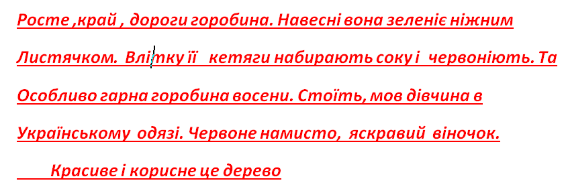 Росте ,край , дороги горобина. Навесні вона зеленіє ніжним
Листячком. Влітку її кетяги набирають соку і червоніють. Та
Особливо гарна горобина восени. Стоїть, мов дівчина в
Українському одязі. Червоне намисто, яскравий віночок.
Красиве і корисне це дерево